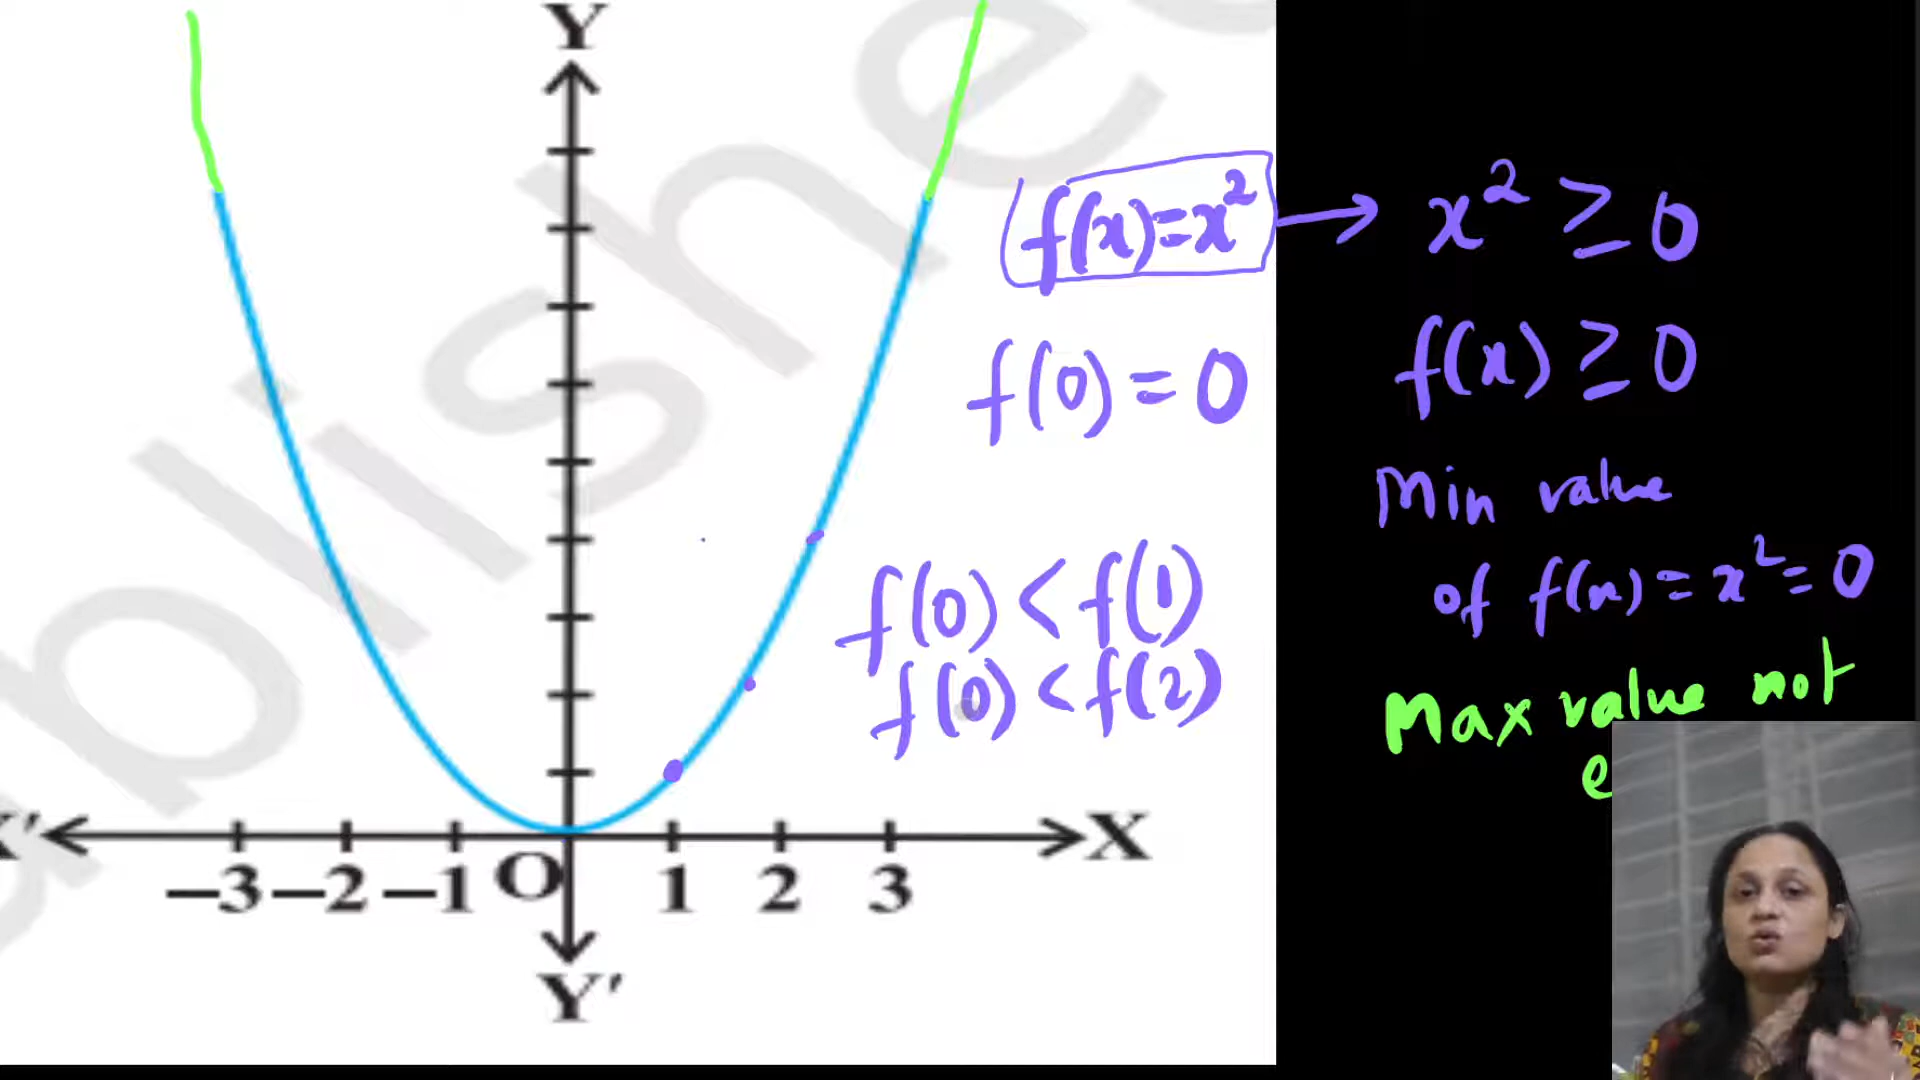 Y
f(x)=x²
x² ≥ 0
f(x) ≥ 0
f(0) = 0
Min value
of f(x) = x² = 0
f(0) < f(1)
f(0) < f(2)
Max value not
X
X′
−3 −2 −1 O 1 2 3
Y′
blishe